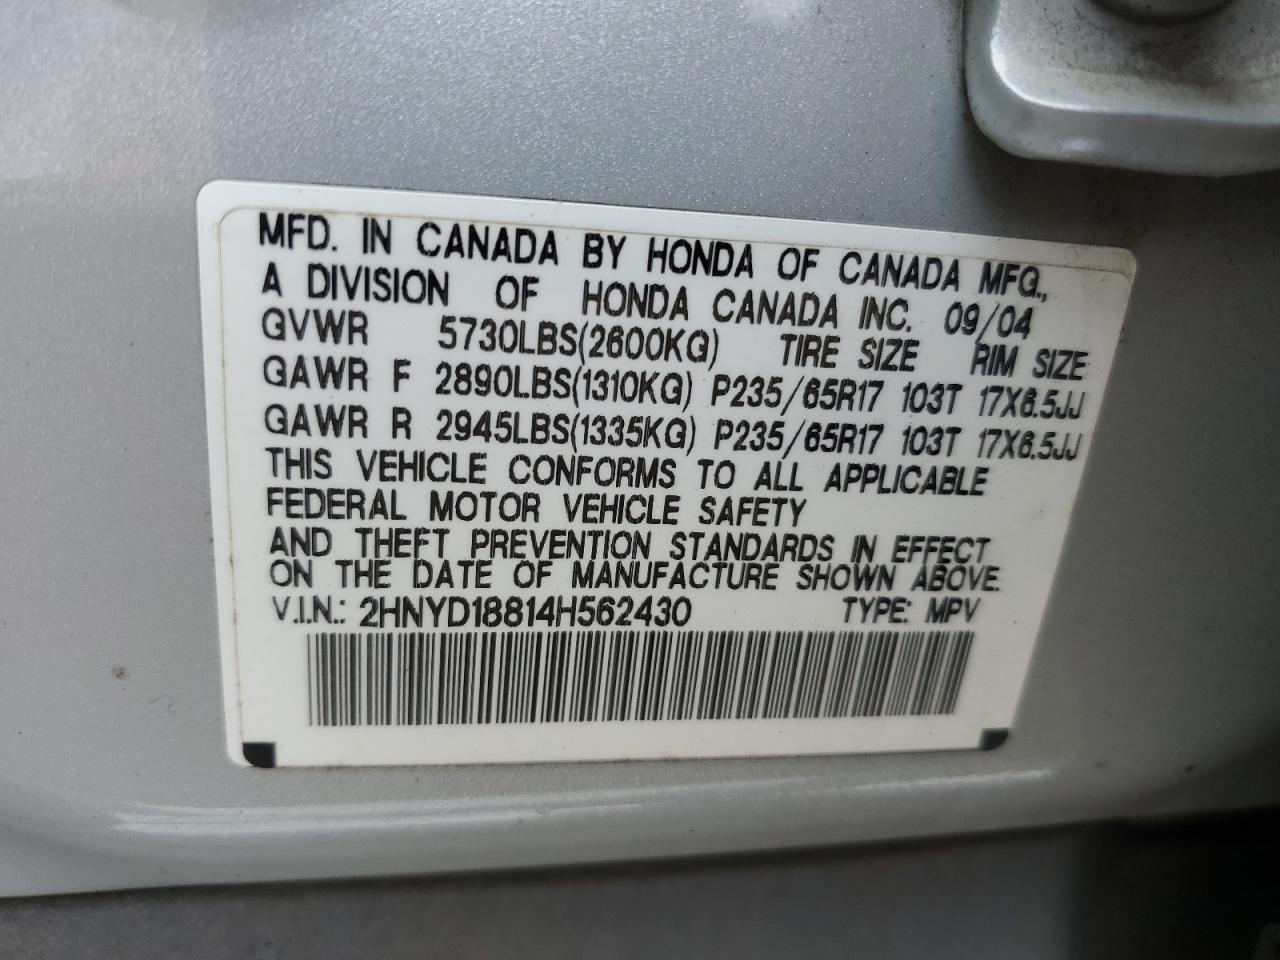 MFD. IN CANADA BY HONDA OF CANADA MFG.,
A DIVISION OF HONDA CANADA INC. 09/04
GVWR 5730LBS(2600KG) TIRE SIZE RIM SIZE
GAWR F 2890LBS(1310KG) P235/65R17 103T 17X6.5JJ
GAWR R 2945LBS(1335KG) P235/65R17 103T 17X6.5JJ
THIS VEHICLE CONFORMS TO ALL APPLICABLE
FEDERAL MOTOR VEHICLE SAFETY
AND THEFT PREVENTION STANDARDS IN EFFECT
ON THE DATE OF MANUFACTURE SHOWN ABOVE.
V.I.N.: 2HNYD18814H562430 TYPE: MPV